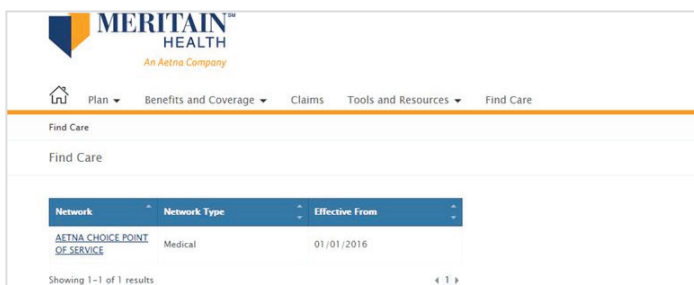 MERITAIN℠
HEALTH
An Aetna Company
Plan Benefits and Coverage Claims Tools and Resources Find Care
Find Care
Find Care
Network Network Type Effective From
AETNA CHOICE POINT
OF SERVICE Medical 01/01/2016
Showing 1-1 of 1 results 1